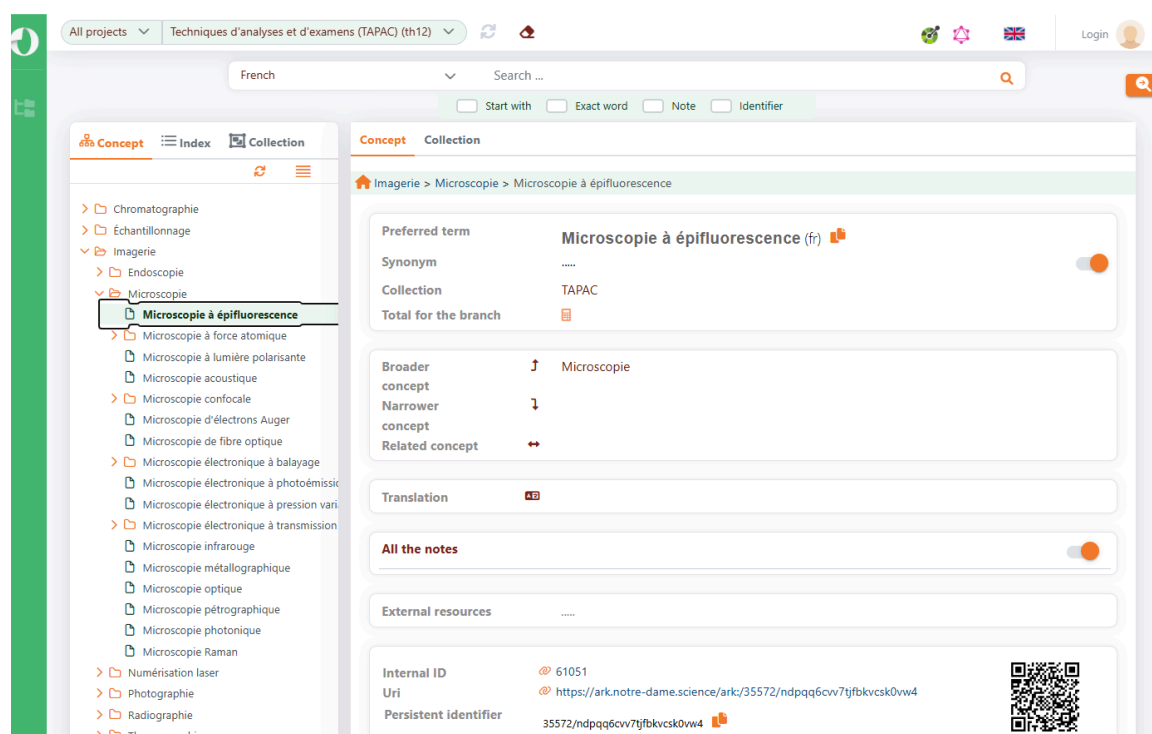 All projects Techniques d'analyses et d'examens (TAPAC) (th12)
Login
French Search ...
Start with Exact word Note Identifier
Concept Index Collection
Chromatographie
Échantillonnage
Imagerie
Endoscopie
Microscopie
Microscopie à épifluorescence
Microscopie à force atomique
Microscopie à lumière polarisante
Microscopie acoustique
Microscopie confocale
Microscopie d'électrons Auger
Microscopie de fibre optique
Microscopie électronique à balayage
Microscopie électronique à photoémissio
Microscopie électronique à pression vari
Microscopie électronique à transmission
Microscopie infrarouge
Microscopie métallographique
Microscopie optique
Microscopie pétrographique
Microscopie photonique
Microscopie Raman
Numérisation laser
Photographie
Radiographie
Concept Collection
Imagerie > Microscopie > Microscopie à épifluorescence
Preferred term Microscopie à épifluorescence (fr)
Synonym .....
Collection TAPAC
Total for the branch
Broader Microscopie
concept
Narrower
concept
Related concept
Translation
All the notes
External resources .....
Internal ID 61051
Uri https://ark.notre-dame.science/ark:/35572/ndpqq6cvv7tjfbkvcsk0vw4
Persistent identifier 35572/ndpqq6cvv7tjfbkvcsk0vw4